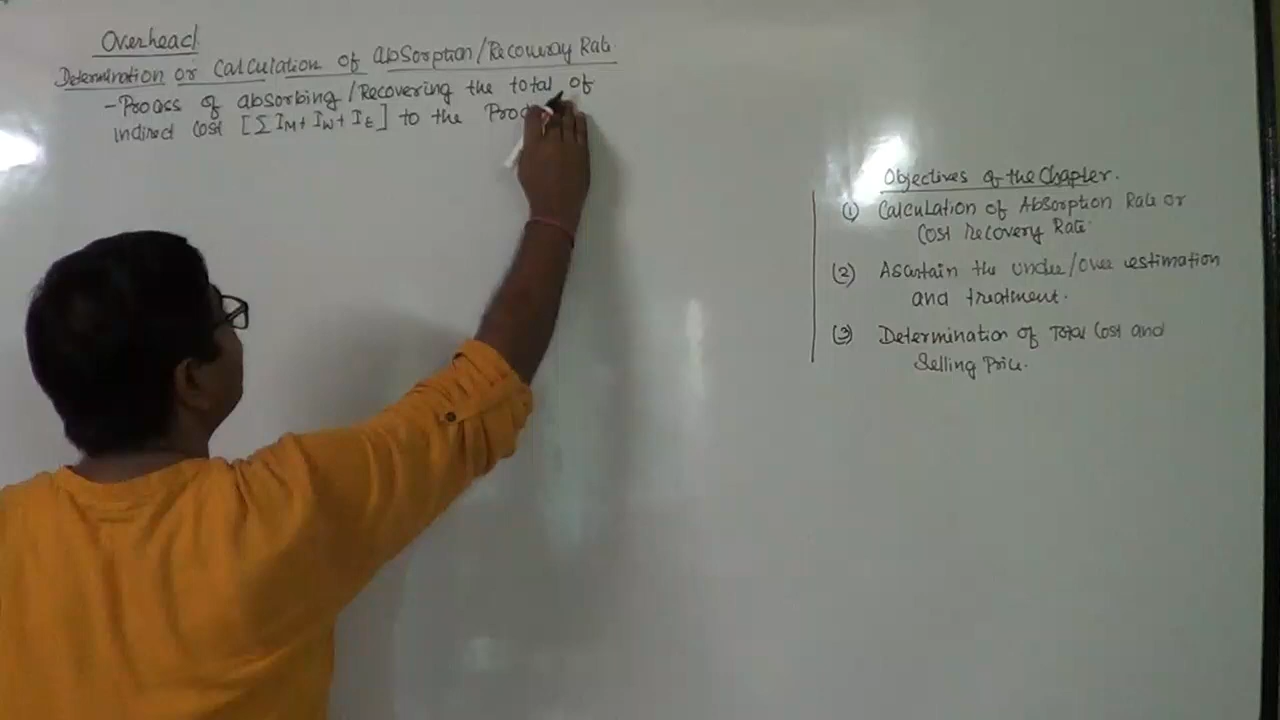 Overhead
Determination or Calculation of Absorption/Recovery Rate
- Process of absorbing/Recovering the total of
indirect Cost [∑ IM + IW + IE] to the Prod
Objectives of the Chapter.
(1) Calculation of Absorption Rate or
Cost Recovery Rate.
(2) Ascertain the under/over estimation
and treatment.
(3) Determination of Total Cost and
Selling Price.